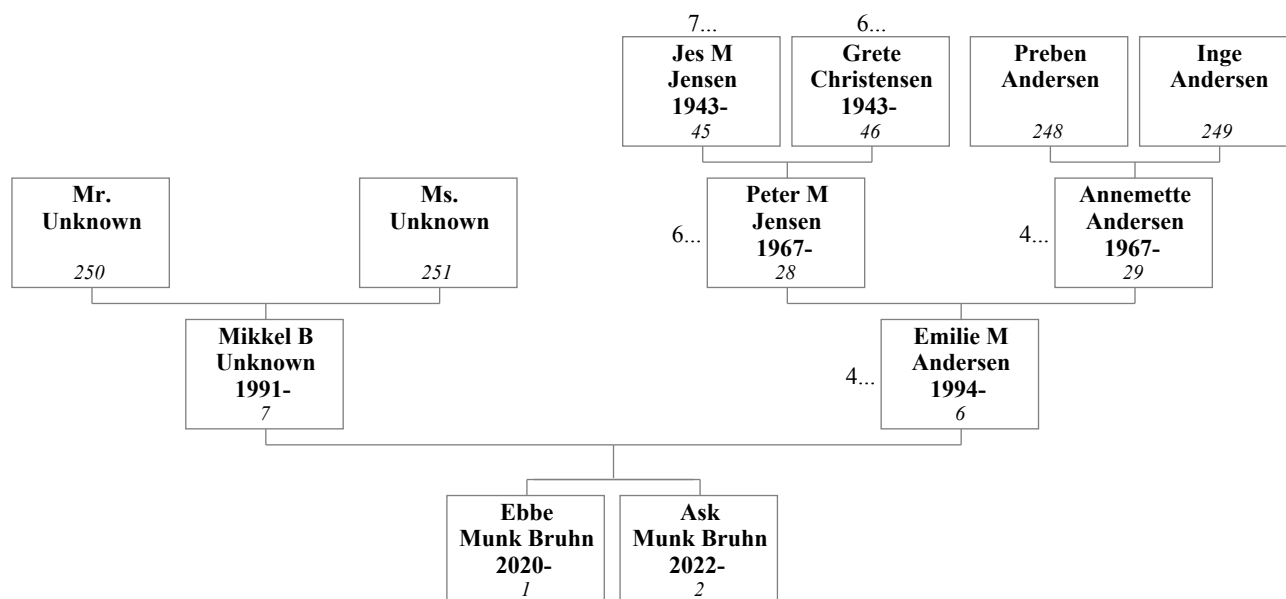 7...
6...
Jes M
Jensen
1943-
45
Grete
Christensen
1943-
46
Preben
Andersen
248
Inge
Andersen
249
Mr.
Unknown
250
Ms.
Unknown
251
6...
Peter M
Jensen
1967-
28
4...
Annemette
Andersen
1967-
29
Mikkel B
Unknown
1991-
7
4...
Emilie M
Andersen
1994-
6
Ebbe
Munk Bruhn
2020-
1
Ask
Munk Bruhn
2022-
2